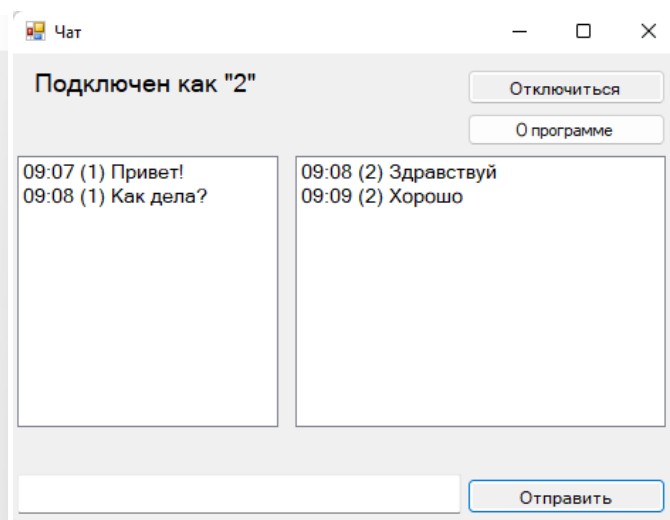 Чат
Подключен как "2"
Отключиться
О программе
09:07 (1) Привет!
09:08 (1) Как дела?
09:08 (2) Здравствуй
09:09 (2) Хорошо
Отправить